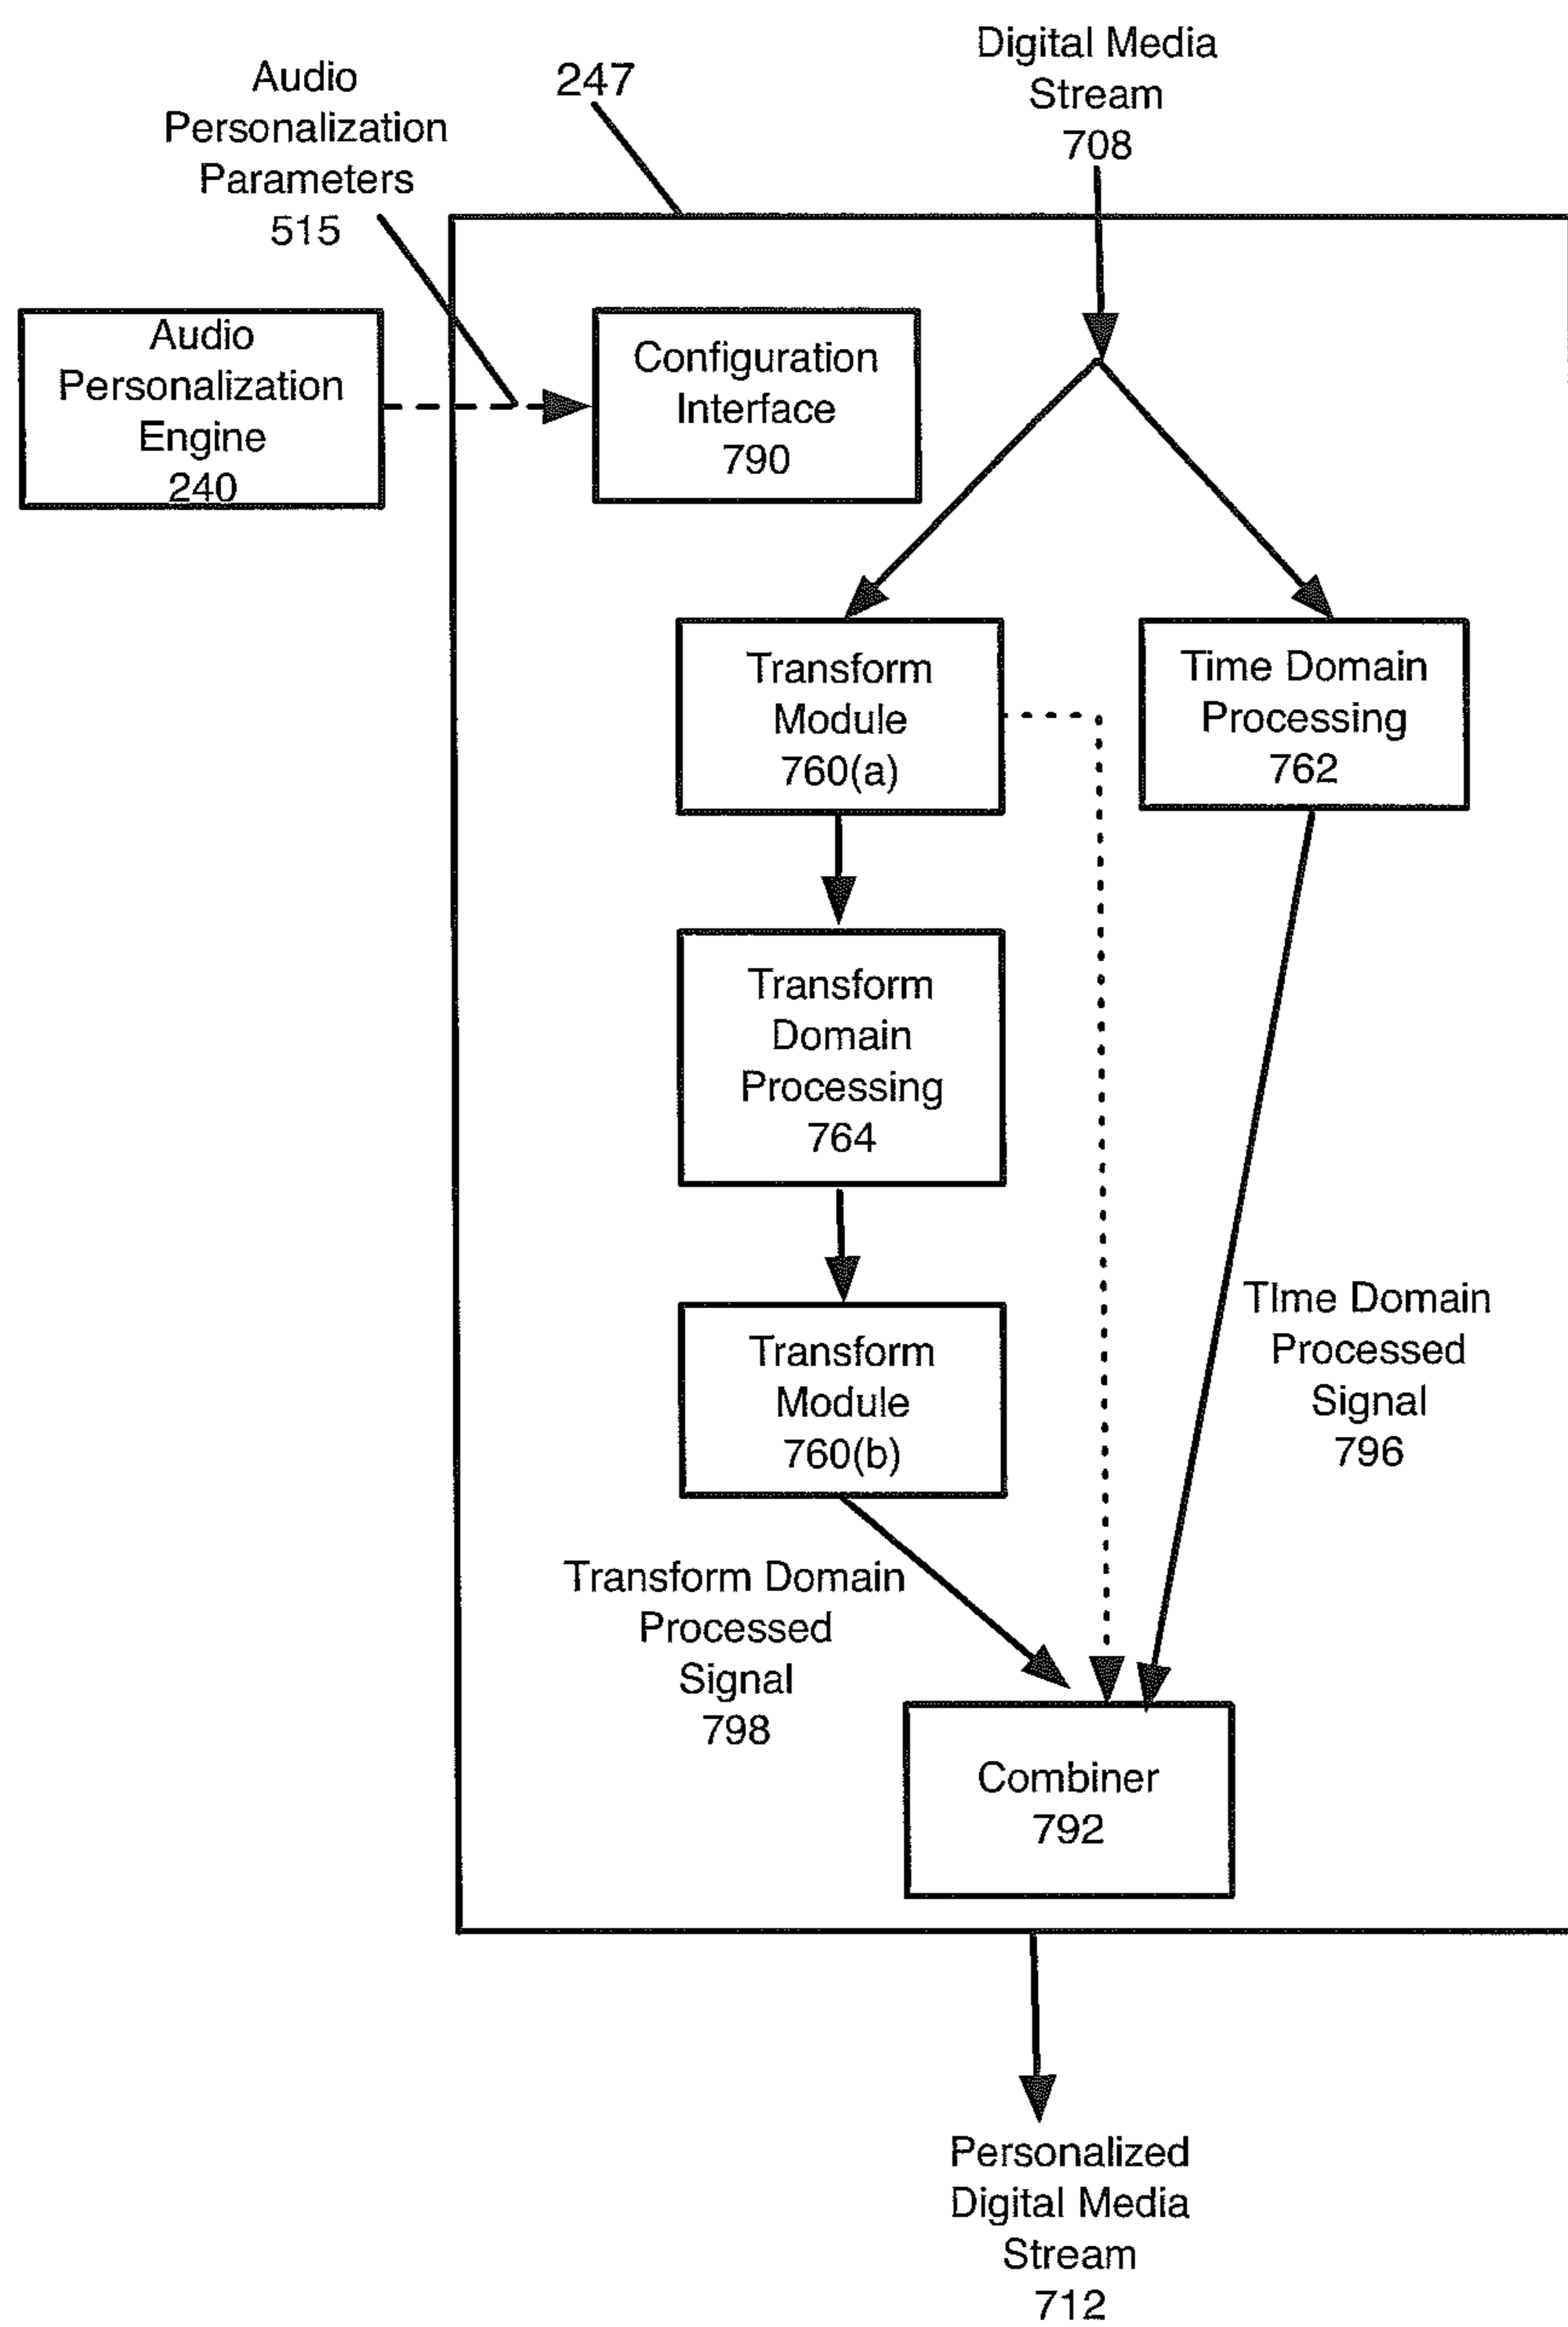 Digital Media
Stream
708
Audio
Personalization
Parameters
515
247
Audio
Personalization
Engine
240
Configuration
Interface
790
Transform
Module
760(a)
Time Domain
Processing
762
Transform
Domain
Processing
764
Transform
Module
760(b)
TIme Domain
Processed
Signal
796
Transform Domain
Processed
Signal
798
Combiner
792
Personalized
Digital Media
Stream
712